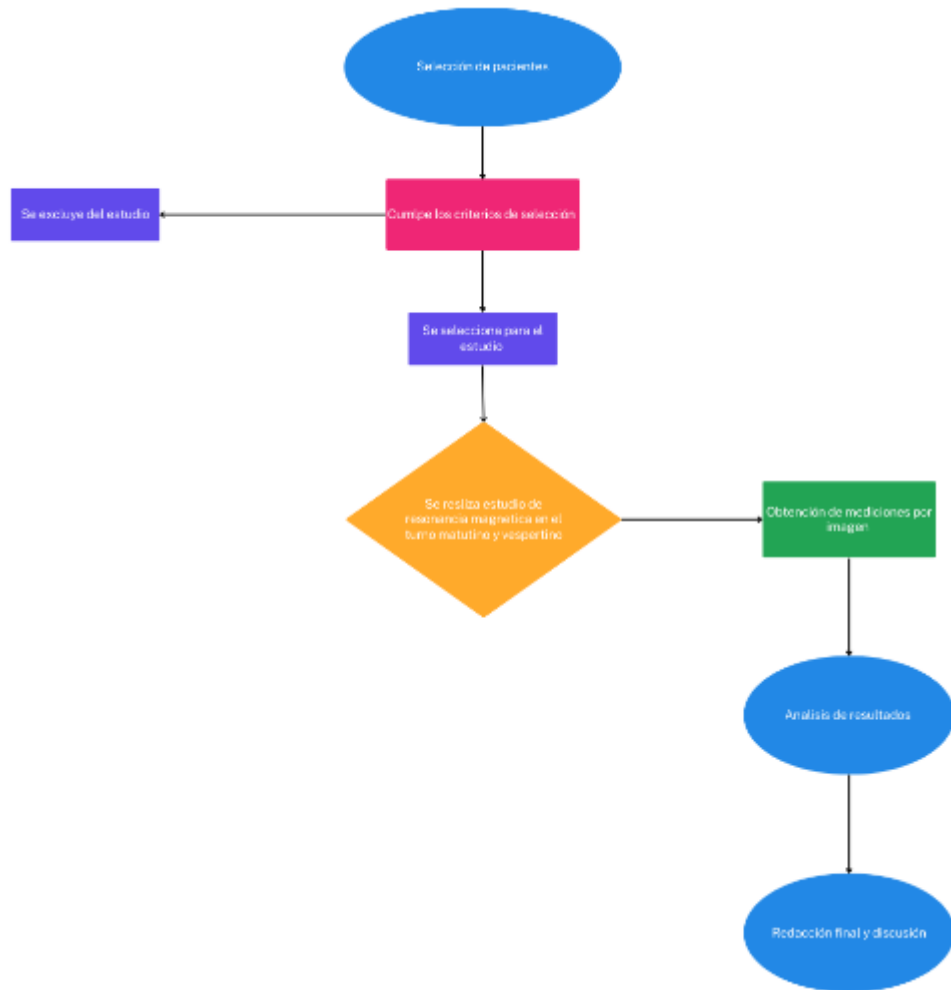 Selección de pacientes
Se excluye del estudio
Cumple los criterios de selección
Se selecciona para el
estudio
Se realiza estudio de
resonancia magnetica en el
turno matutino y vespertino
Obtención de mediciones por
imagen
Analisis de resultados
Redacción final y discusión